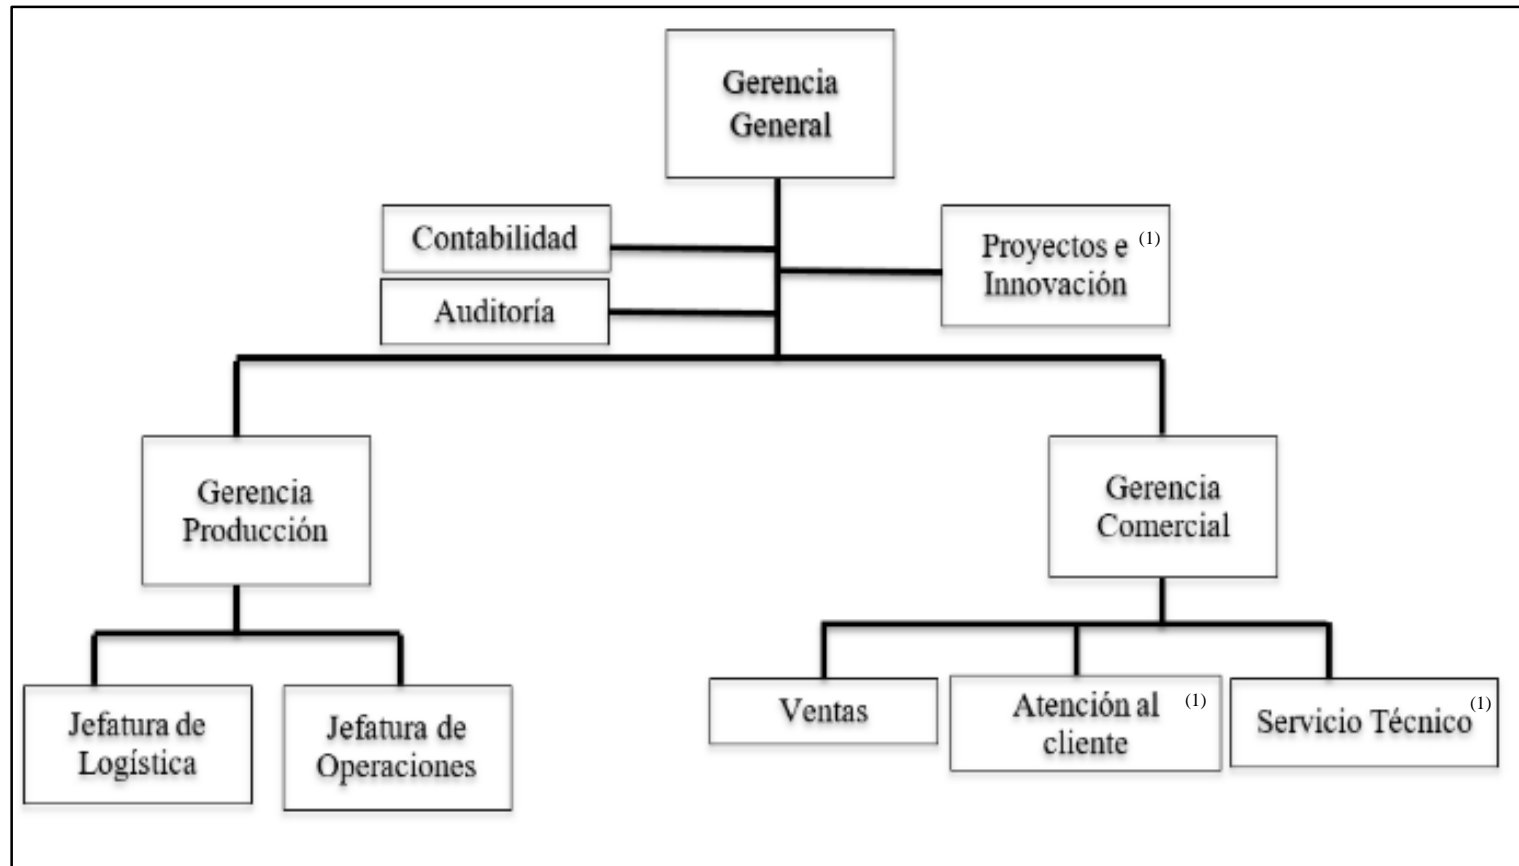 Gerencia
General
Contabilidad
Auditoría
Proyectos e (1)
Innovación
Gerencia
Producción
Gerencia
Comercial
Jefatura de
Logística
Jefatura de
Operaciones
Ventas
Atención al (1)
cliente
Servicio Técnico (1)